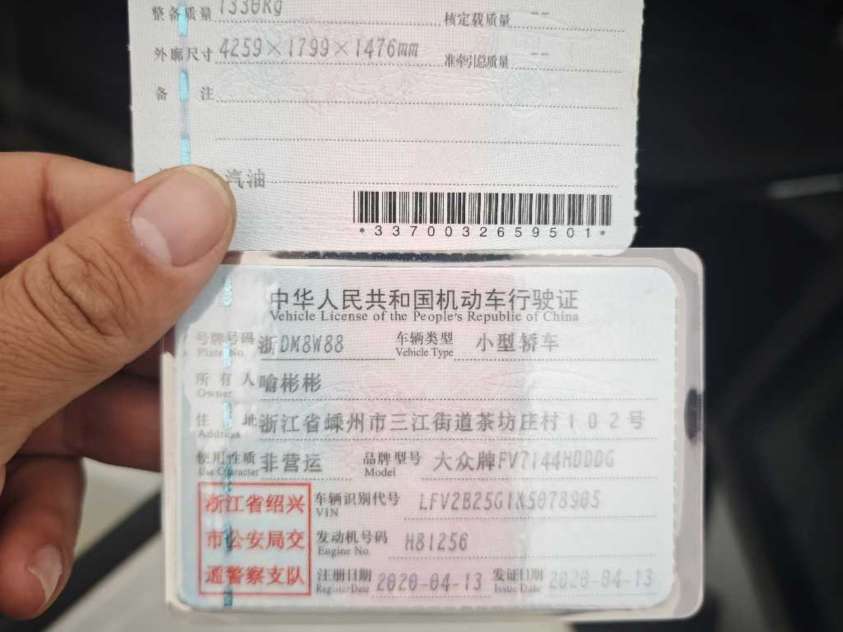 整备质量 1330kg 核定载质量 --
外廓尺寸 4259×1799×1476mm 准牵引总质量 --
备 注
汽油
*3370032659501*
中华人民共和国机动车行驶证
Vehicle License of the People's Republic of China
号牌号码 浙DM8W88 车辆类型 小型轿车
Plate No. Vehicle Type
所有人 喻彬彬
Owner
住 址 浙江省嵊州市三江街道茶坊庄村102号
Address
使用性质 非营运 品牌型号 大众牌FV7144HDDDG
Use Character Model
浙江省绍兴 车辆识别代号 LFV2B25G1K5078905
VIN
市公安局交 发动机号码 H81256
Engine No.
通警察支队 注册日期 2020-04-13 发证日期 2020-04-13
Register Date Issue Date